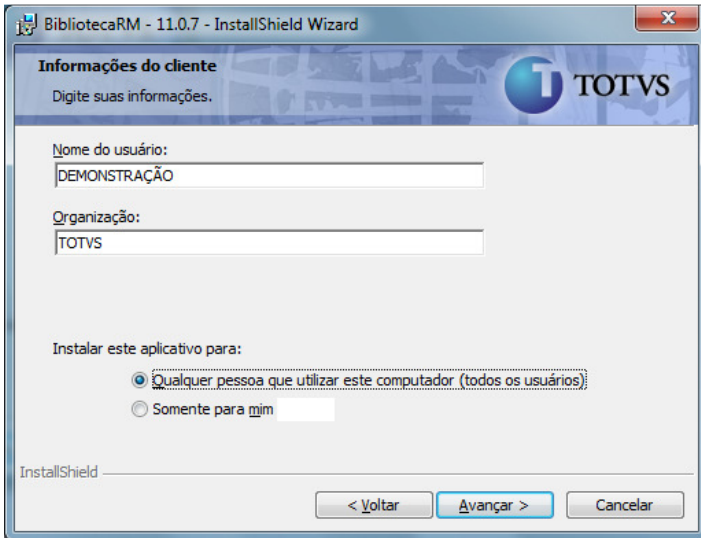 BibliotecaRM - 11.0.7 - InstallShield Wizard
Informações do cliente
Digite suas informações.
TOTVS
Nome do usuário:
DEMONSTRAÇÃO
Organização:
TOTVS
Instalar este aplicativo para:
Qualquer pessoa que utilizar este computador (todos os usuários)
Somente para mim
InstallShield
< Voltar
Avançar >
Cancelar